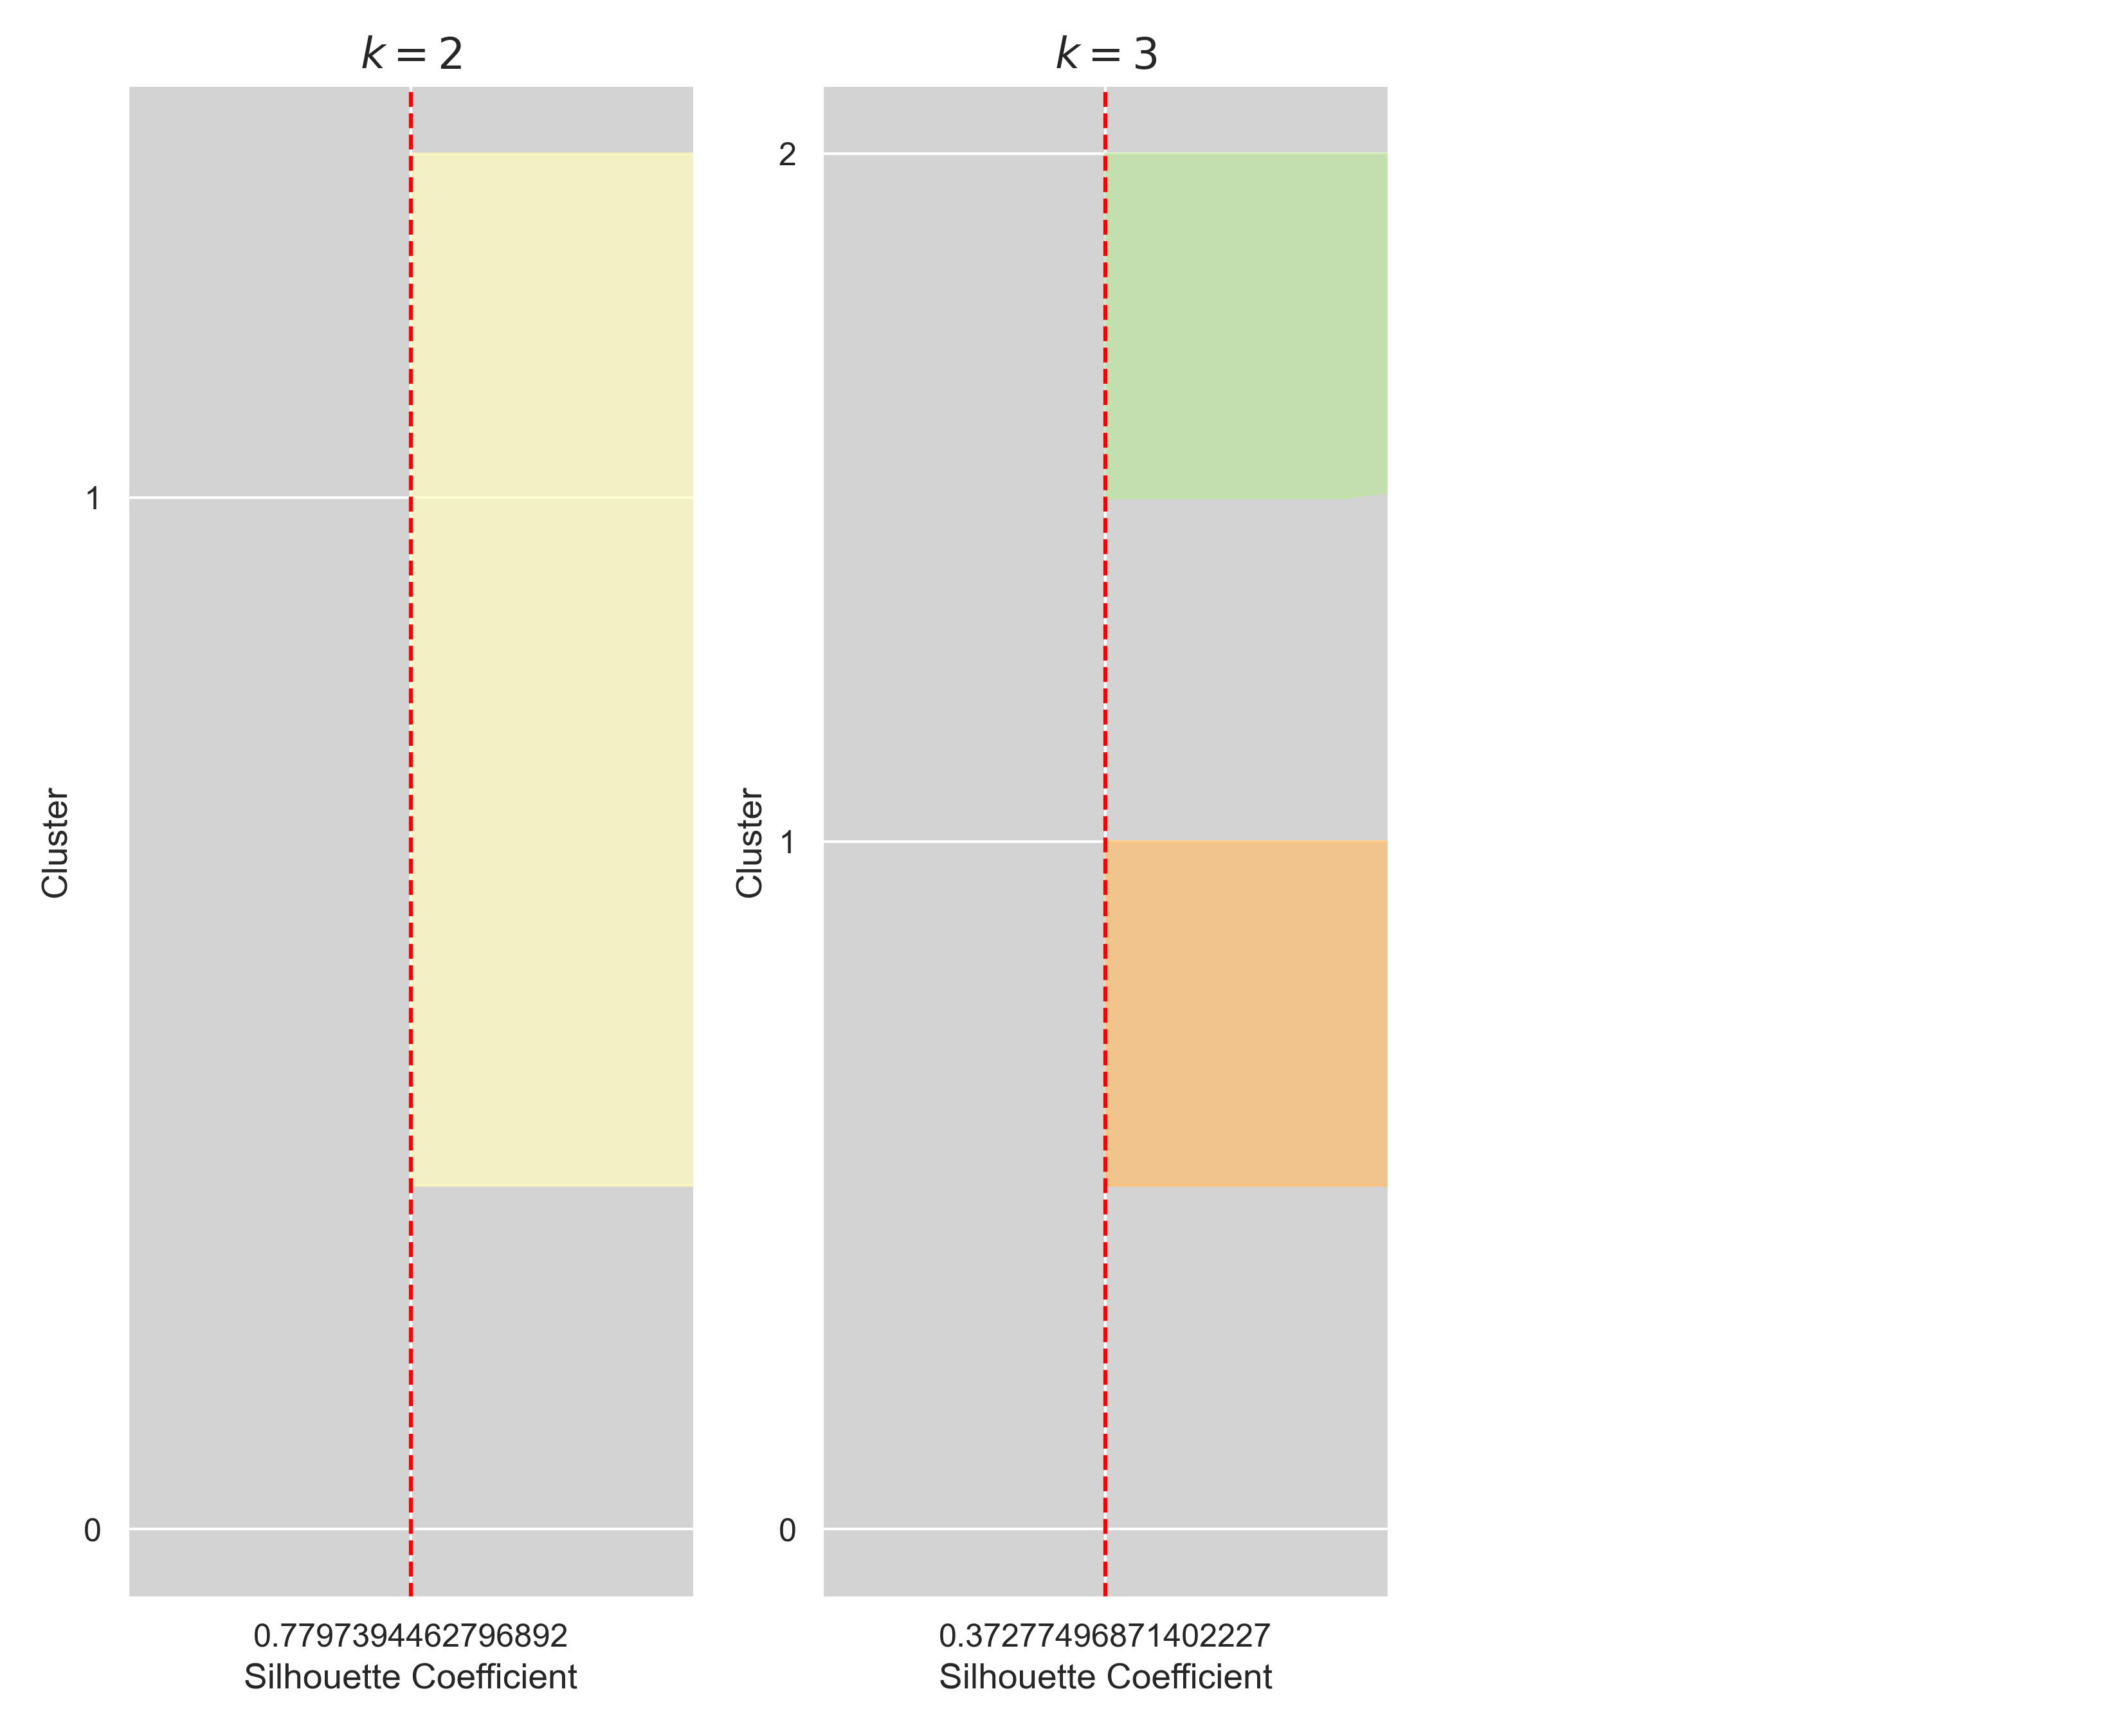 k = 2
1
0
Cluster
0.7797394462796892
Silhouette Coefficient
k = 3
2
1
0
Cluster
0.37277496871402227
Silhouette Coefficient